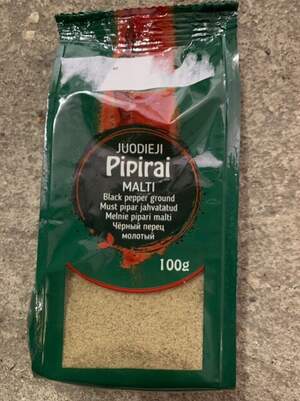 JUODIEJI
Pipirai
MALTI
Black pepper ground
Must pipar jahvatatud
Melnie pipari malti
Чёрный перец
молотый
100g